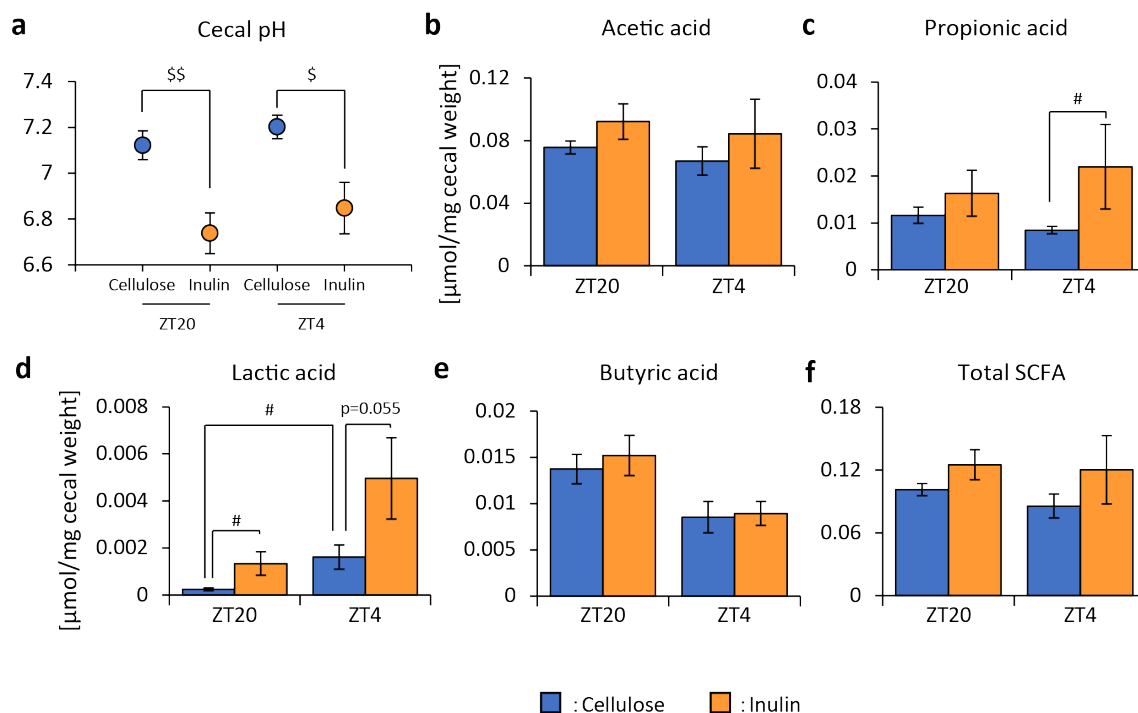 a
Cecal pH
7.4
7.2
7
6.8
6.6
$$
$
Cellulose Inulin Cellulose Inulin
ZT20 ZT4
b
Acetic acid
[µmol/mg cecal weight]
0.12
0.08
0.04
0
ZT20 ZT4
c
Propionic acid
0.04
0.03
0.02
0.01
0
#
ZT20 ZT4
d
Lactic acid
[µmol/mg cecal weight]
0.008
0.006
0.004
0.002
0
#
#
p=0.055
ZT20 ZT4
e
Butyric acid
0.02
0.015
0.01
0.005
0
ZT20 ZT4
f
Total SCFA
0.18
0.12
0.06
0
ZT20 ZT4
: Cellulose : Inulin